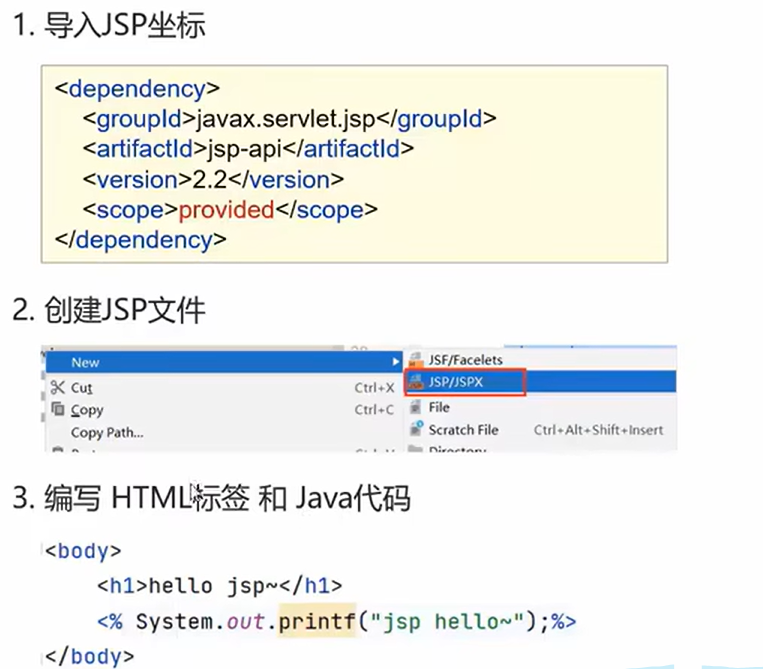 1. 导入JSP坐标
<dependency>
<groupId>javax.servlet.jsp</groupId>
<artifactId>jsp-api</artifactId>
<version>2.2</version>
<scope>provided</scope>
</dependency>
2. 创建JSP文件
New
JSF/Facelets
JSP/JSPX
Cut Ctrl+X
File
Copy Ctrl+C
Scratch File Ctrl+Alt+Shift+Insert
Copy Path...
Directory
3. 编写 HTML标签 和 Java代码
<body>
<h1>hello jsp~</h1>
<% System.out.printf("jsp hello~");%>
</body>